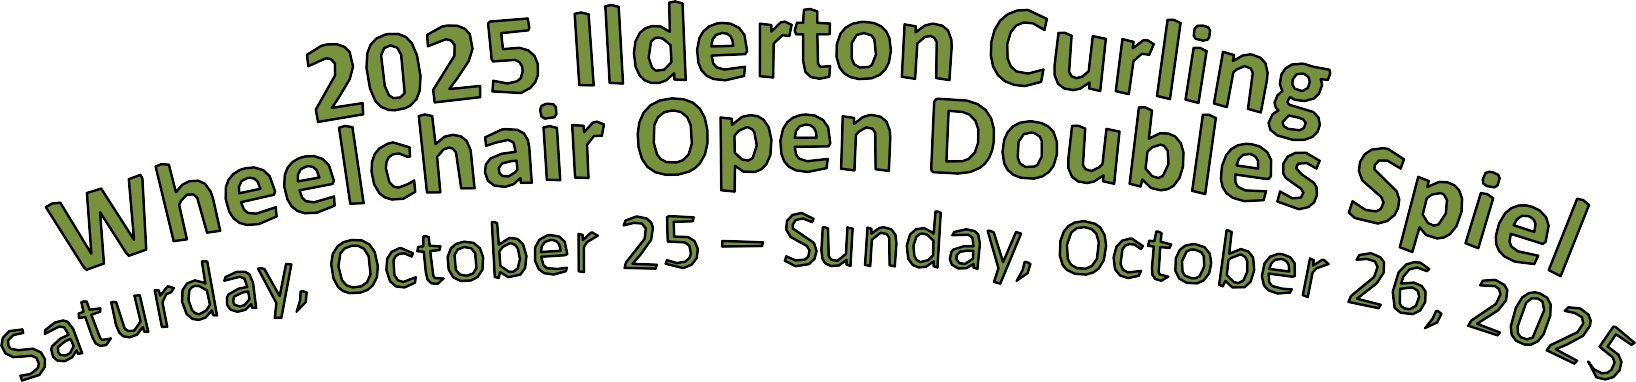 2025 Ilderton Curling
Wheelchair Open Doubles Spiel
Saturday, October 25 – Sunday, October 26, 2025